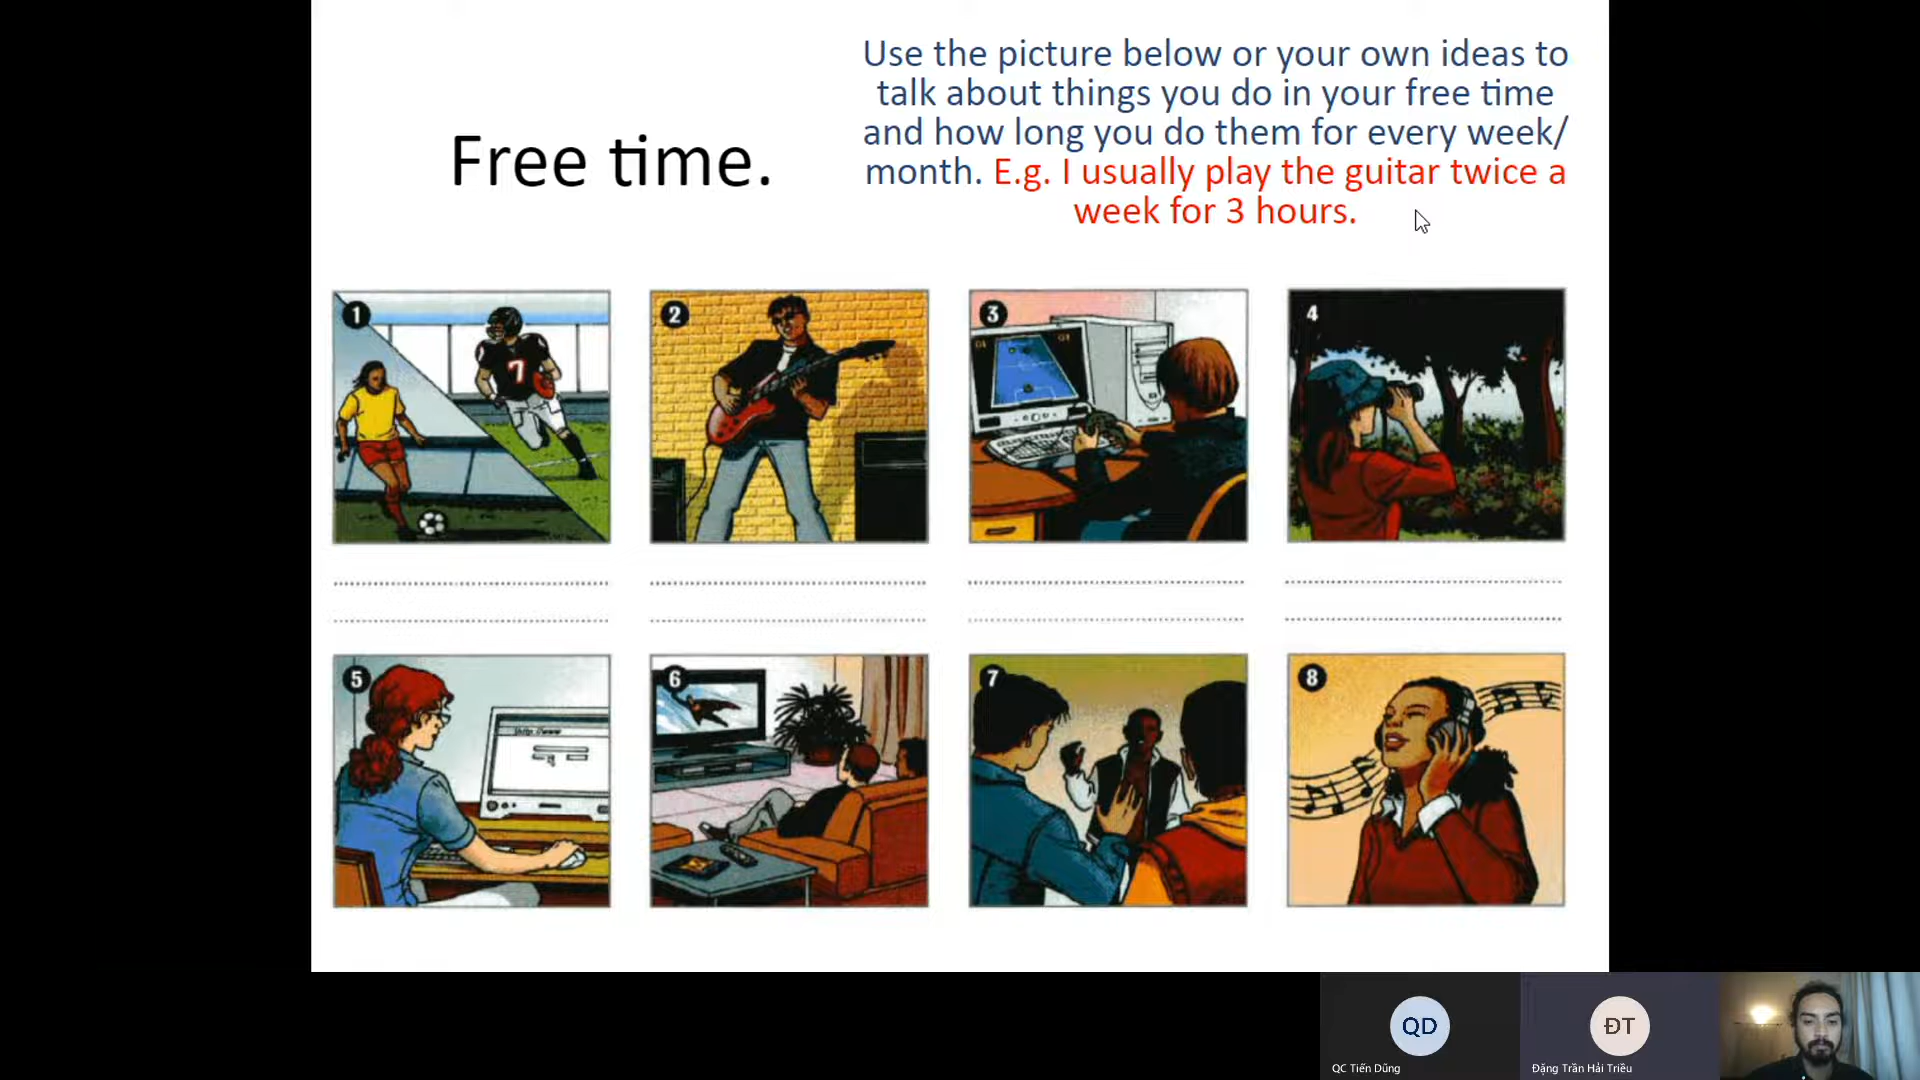 Free time.
Use the picture below or your own ideas to
talk about things you do in your free time
and how long you do them for every week/
month. E.g. I usually play the guitar twice a
week for 3 hours.
1
2
3
4
7
5
6
7
8
QD
ĐT
QC Tiến Dũng
Đặng Trần Hải Triều